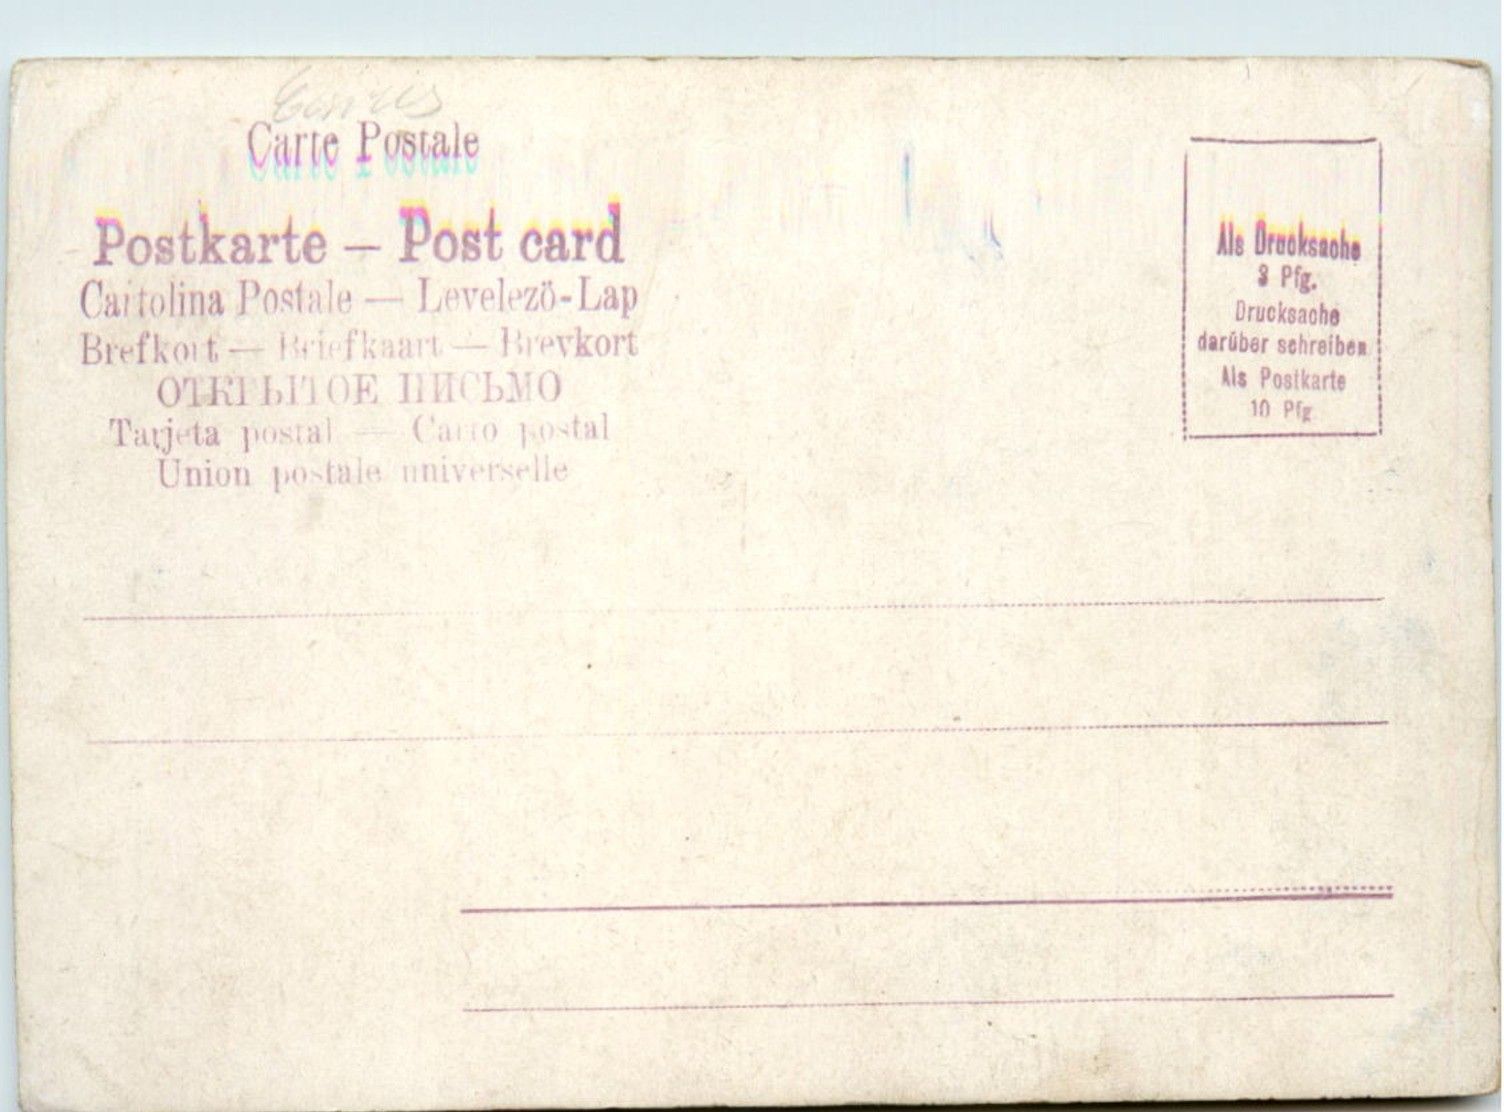 Carte Postale
Postkarte – Post card
Cartolina Postale — Levelezö-Lap
Brefkort — Briefkaart — Brevkort
ОТКРЫТОЕ ПИСЬМО
Tarjeta postal — Carto postal
Union postale universelle
Als Drucksache
3 Pfg.
Drucksache
darüber schreiben
Als Postkarte
10 Pfg